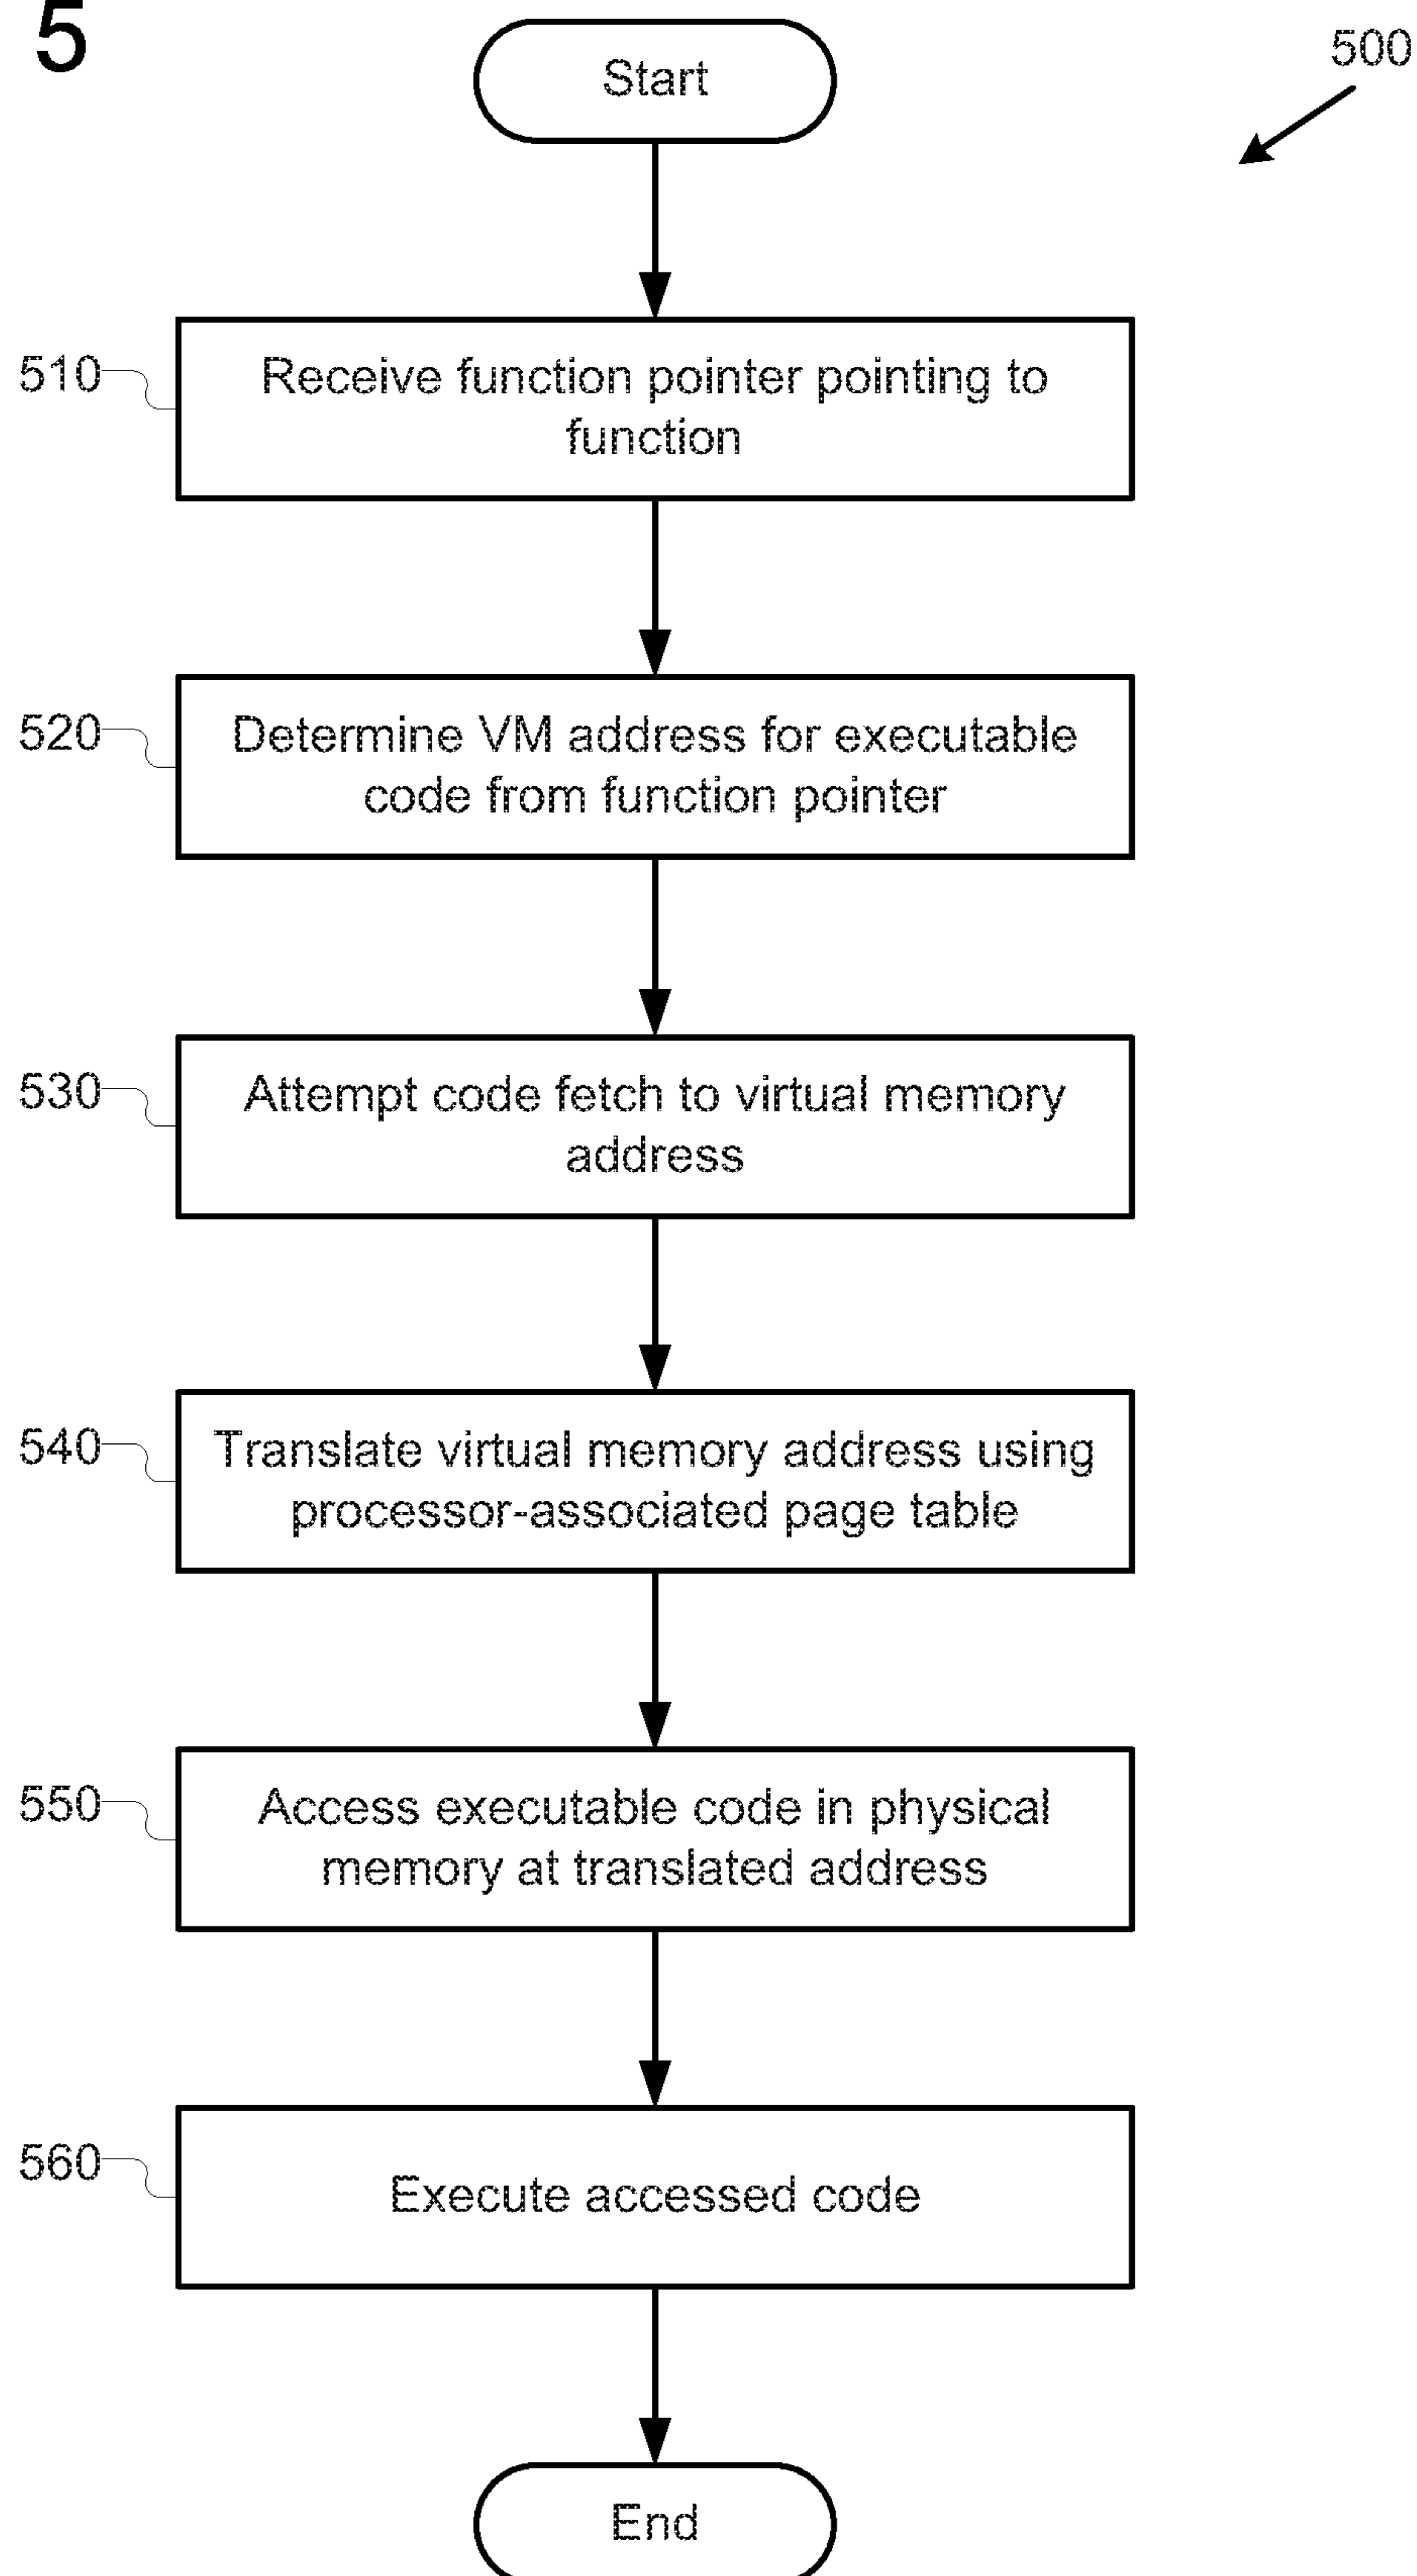 5
500
Start
510
Receive function pointer pointing to
function
520
Determine VM address for executable
code from function pointer
530
Attempt code fetch to virtual memory
address
540
Translate virtual memory address using
processor-associated page table
550
Access executable code in physical
memory at translated address
560
Execute accessed code
End